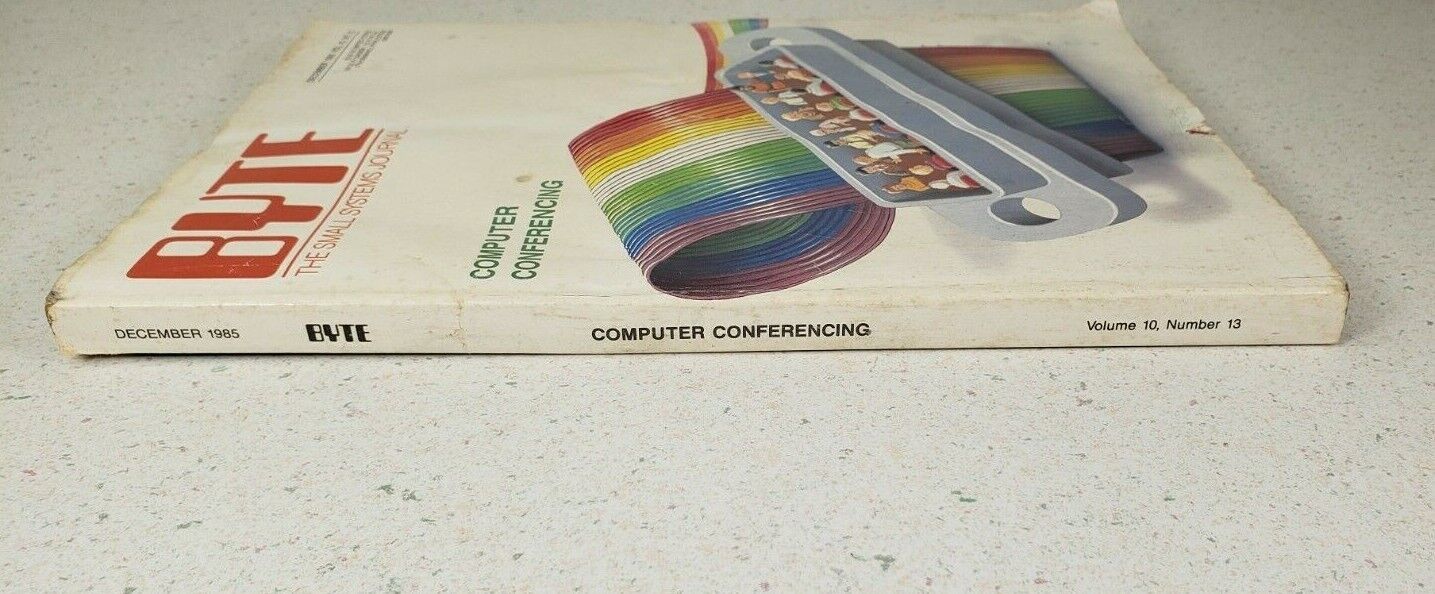 BYTE
THE SMALL SYSTEMS JOURNAL
COMPUTER
CONFERENCING
DECEMBER 1985
BYTE
COMPUTER CONFERENCING
Volume 10, Number 13